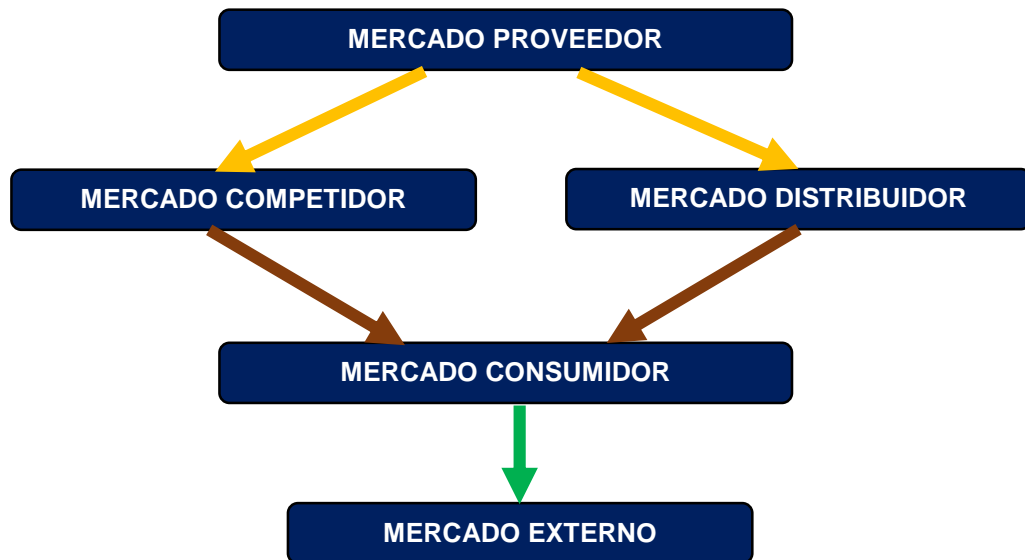 MERCADO PROVEEDOR
MERCADO COMPETIDOR
MERCADO DISTRIBUIDOR
MERCADO CONSUMIDOR
MERCADO EXTERNO